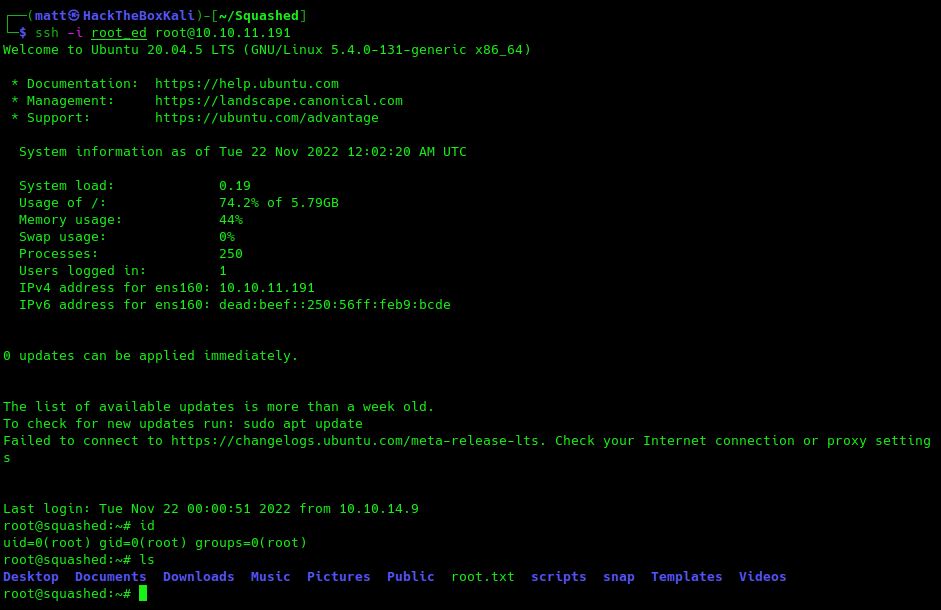 ┌──(matt㉿HackTheBoxKali)-[~/Squashed]
└─$ ssh -i root_ed root@10.10.11.191
Welcome to Ubuntu 20.04.5 LTS (GNU/Linux 5.4.0-131-generic x86_64)
* Documentation:  https://help.ubuntu.com
* Management:     https://landscape.canonical.com
* Support:        https://ubuntu.com/advantage
System information as of Tue 22 Nov 2022 12:02:20 AM UTC
System load:             0.19
Usage of /:              74.2% of 5.79GB
Memory usage:            44%
Swap usage:              0%
Processes:               250
Users logged in:         1
IPv4 address for ens160: 10.10.11.191
IPv6 address for ens160: dead:beef::250:56ff:feb9:bcde
0 updates can be applied immediately.
The list of available updates is more than a week old.
To check for new updates run: sudo apt update
Failed to connect to https://changelogs.ubuntu.com/meta-release-lts. Check your Internet connection or proxy setting
s
Last login: Tue Nov 22 00:00:51 2022 from 10.10.14.9
root@squashed:~# id
uid=0(root) gid=0(root) groups=0(root)
root@squashed:~# ls
Desktop  Documents  Downloads  Music  Pictures  Public  root.txt  scripts  snap  Templates  Videos
root@squashed:~#